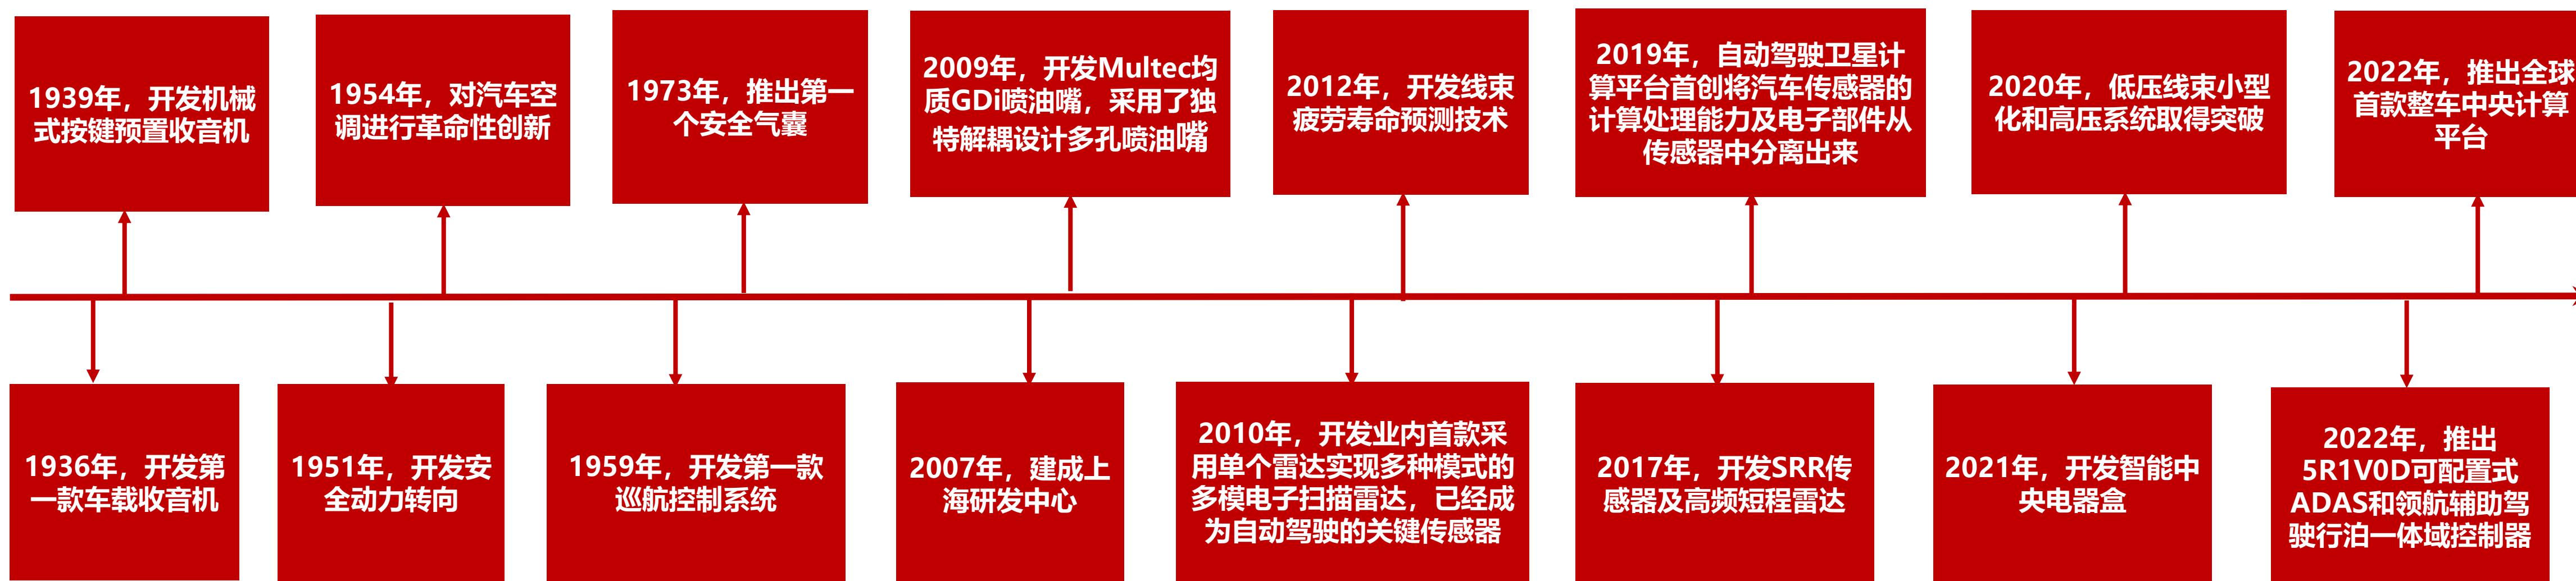 1939年，开发机械
式按键预置收音机
1954年，对汽车空
调进行革命性创新
1973年，推出第一
个安全气囊
2009年，开发Multec均
质GDi喷油嘴，采用了独
特解耦设计多孔喷油嘴
2012年，开发线束
疲劳寿命预测技术
2019年，自动驾驶卫星计
算平台首创将汽车传感器的
计算处理能力及电子部件从
传感器中分离出来
2020年，低压线束小型
化和高压系统取得突破
2022年，推出全球
首款整车中央计算
平台
1936年，开发第
一款车载收音机
1951年，开发安
全动力转向
1959年，开发第一款
巡航控制系统
2007年，建成上
海研发中心
2010年，开发业内首款采
用单个雷达实现多种模式的
多模电子扫描雷达，已经成
为自动驾驶的关键传感器
2017年，开发SRR传
感器及高频短程雷达
2021年，开发智能中
央电器盒
2022年，推出
5R1V0D可配置式
ADAS和领航辅助驾
驶行泊一体域控制器